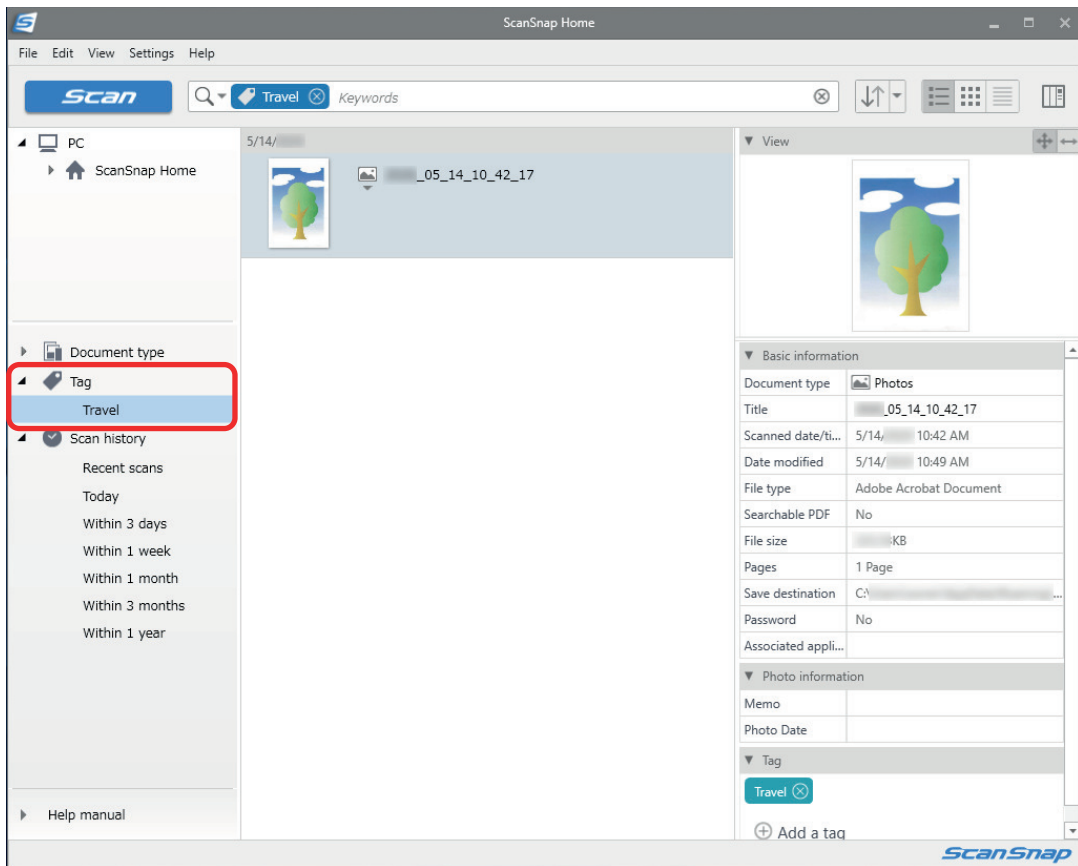 ScanSnap Home
File Edit View Settings Help
Scan
Travel Keywords
PC
ScanSnap Home
Document type
Tag
Travel
Scan history
Recent scans
Today
Within 3 days
Within 1 week
Within 1 month
Within 3 months
Within 1 year
Help manual
5/14/
_05_14_10_42_17
View
Basic information
Document type Photos
Title _05_14_10_42_17
Scanned date/ti... 5/14/ 10:42 AM
Date modified 5/14/ 10:49 AM
File type Adobe Acrobat Document
Searchable PDF No
File size KB
Pages 1 Page
Save destination C:\ ...
Password No
Associated appli...
Photo information
Memo
Photo Date
Tag
Travel
Add a tag
ScanSnap